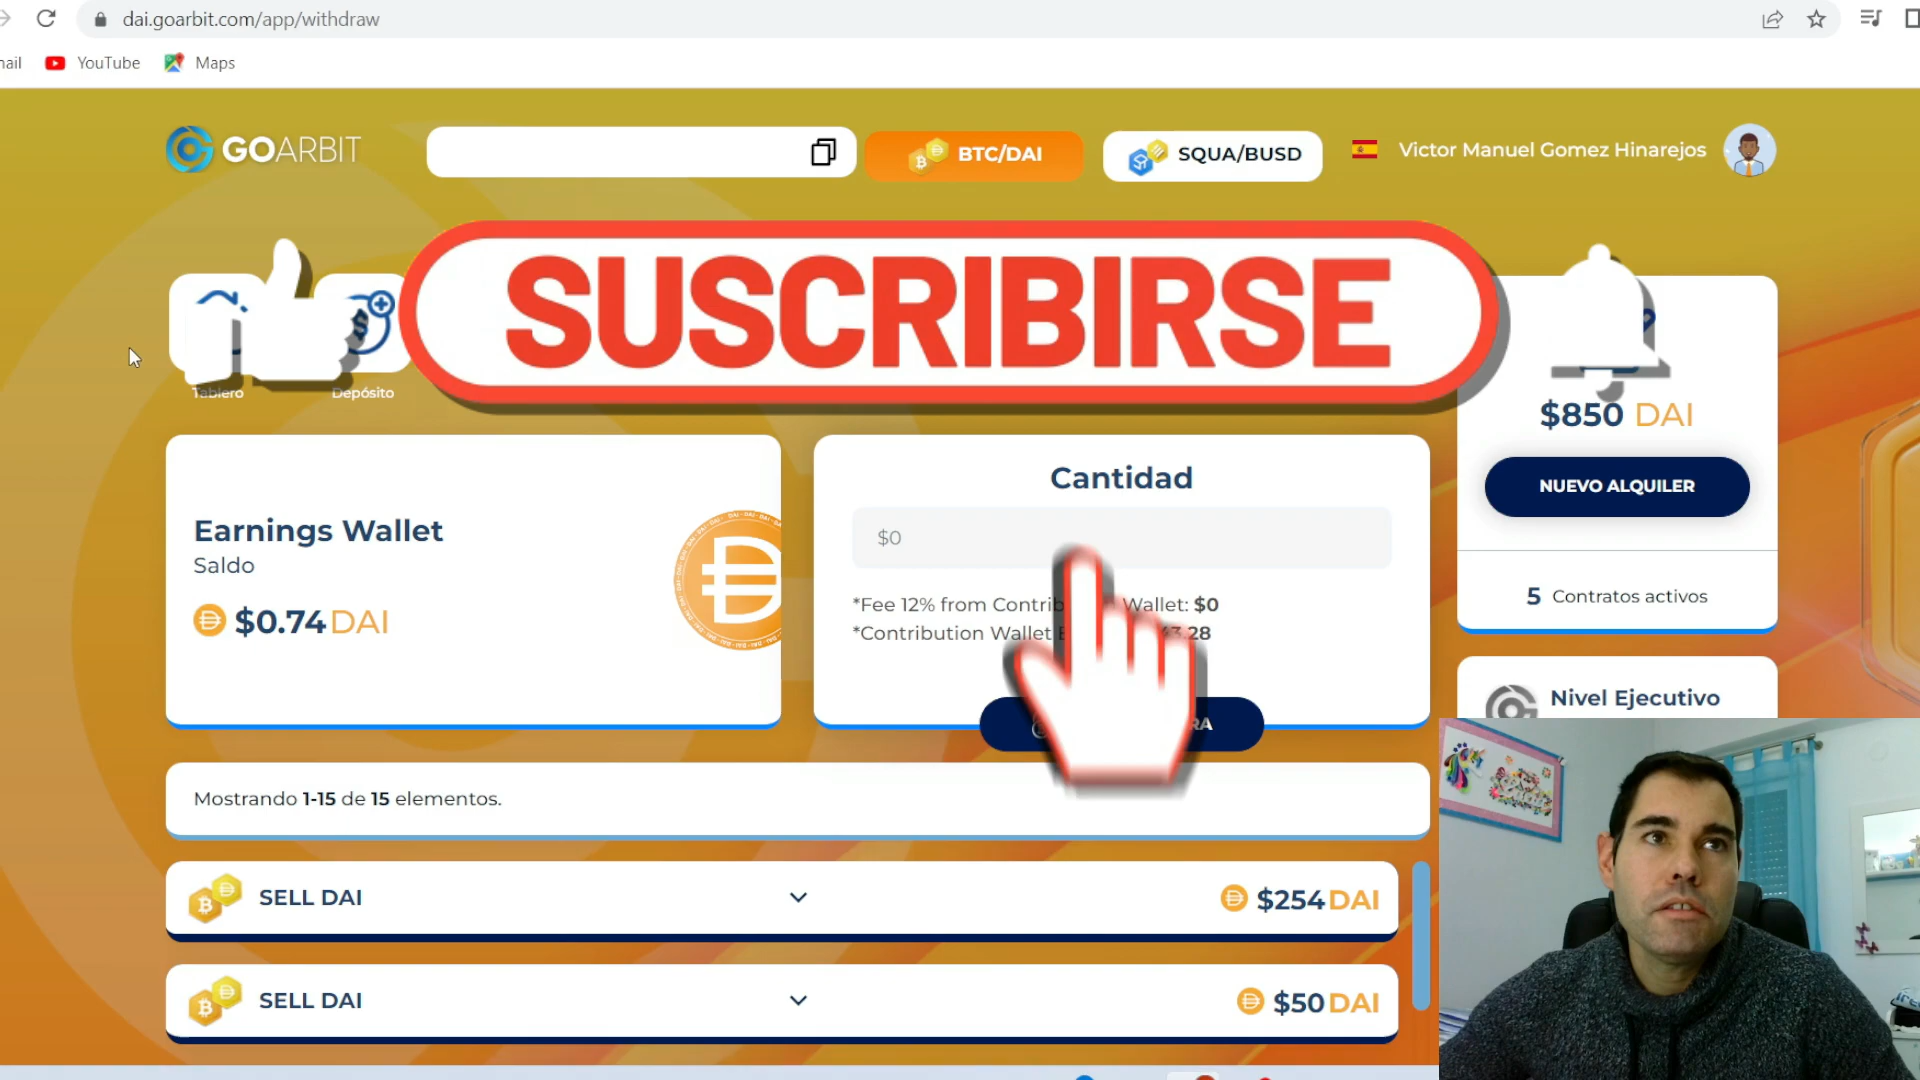 dai.goarbit.com/app/withdraw
YouTube
Maps
GOARBIT
BTC/DAI
SQUA/BUSD
Victor Manuel Gomez Hinarejos
SUSCRIBIRSE
Tablero
Depósito
$850 DAI
NUEVO ALQUILER
5 Contratos activos
Nivel Ejecutivo
Earnings Wallet
Saldo
$0.74 DAI
Cantidad
$0
*Fee 12% from Wallet: $0
*Contribution Wallet
Mostrando 1-15 de 15 elementos.
SELL DAI
$254 DAI
SELL DAI
$50 DAI